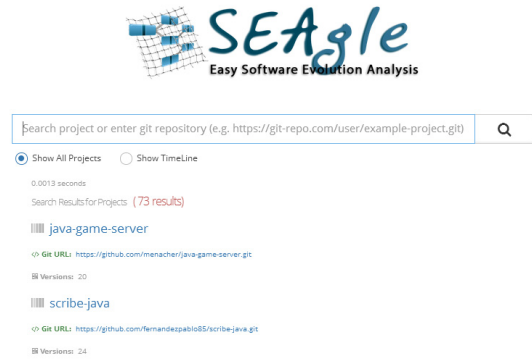 SEAgle
Easy Software Evolution Analysis
Search project or enter git repository (e.g. https://git-repo.com/user/example-project.git)
Show All Projects Show TimeLine
0.0013 seconds
Search Results for Projects (73 results)
java-game-server
</> Git URL: https://github.com/menacher/java-game-server.git
Versions: 20
scribe-java
</> Git URL: https://github.com/fernandezpablo85/scribe-java.git
Versions: 24